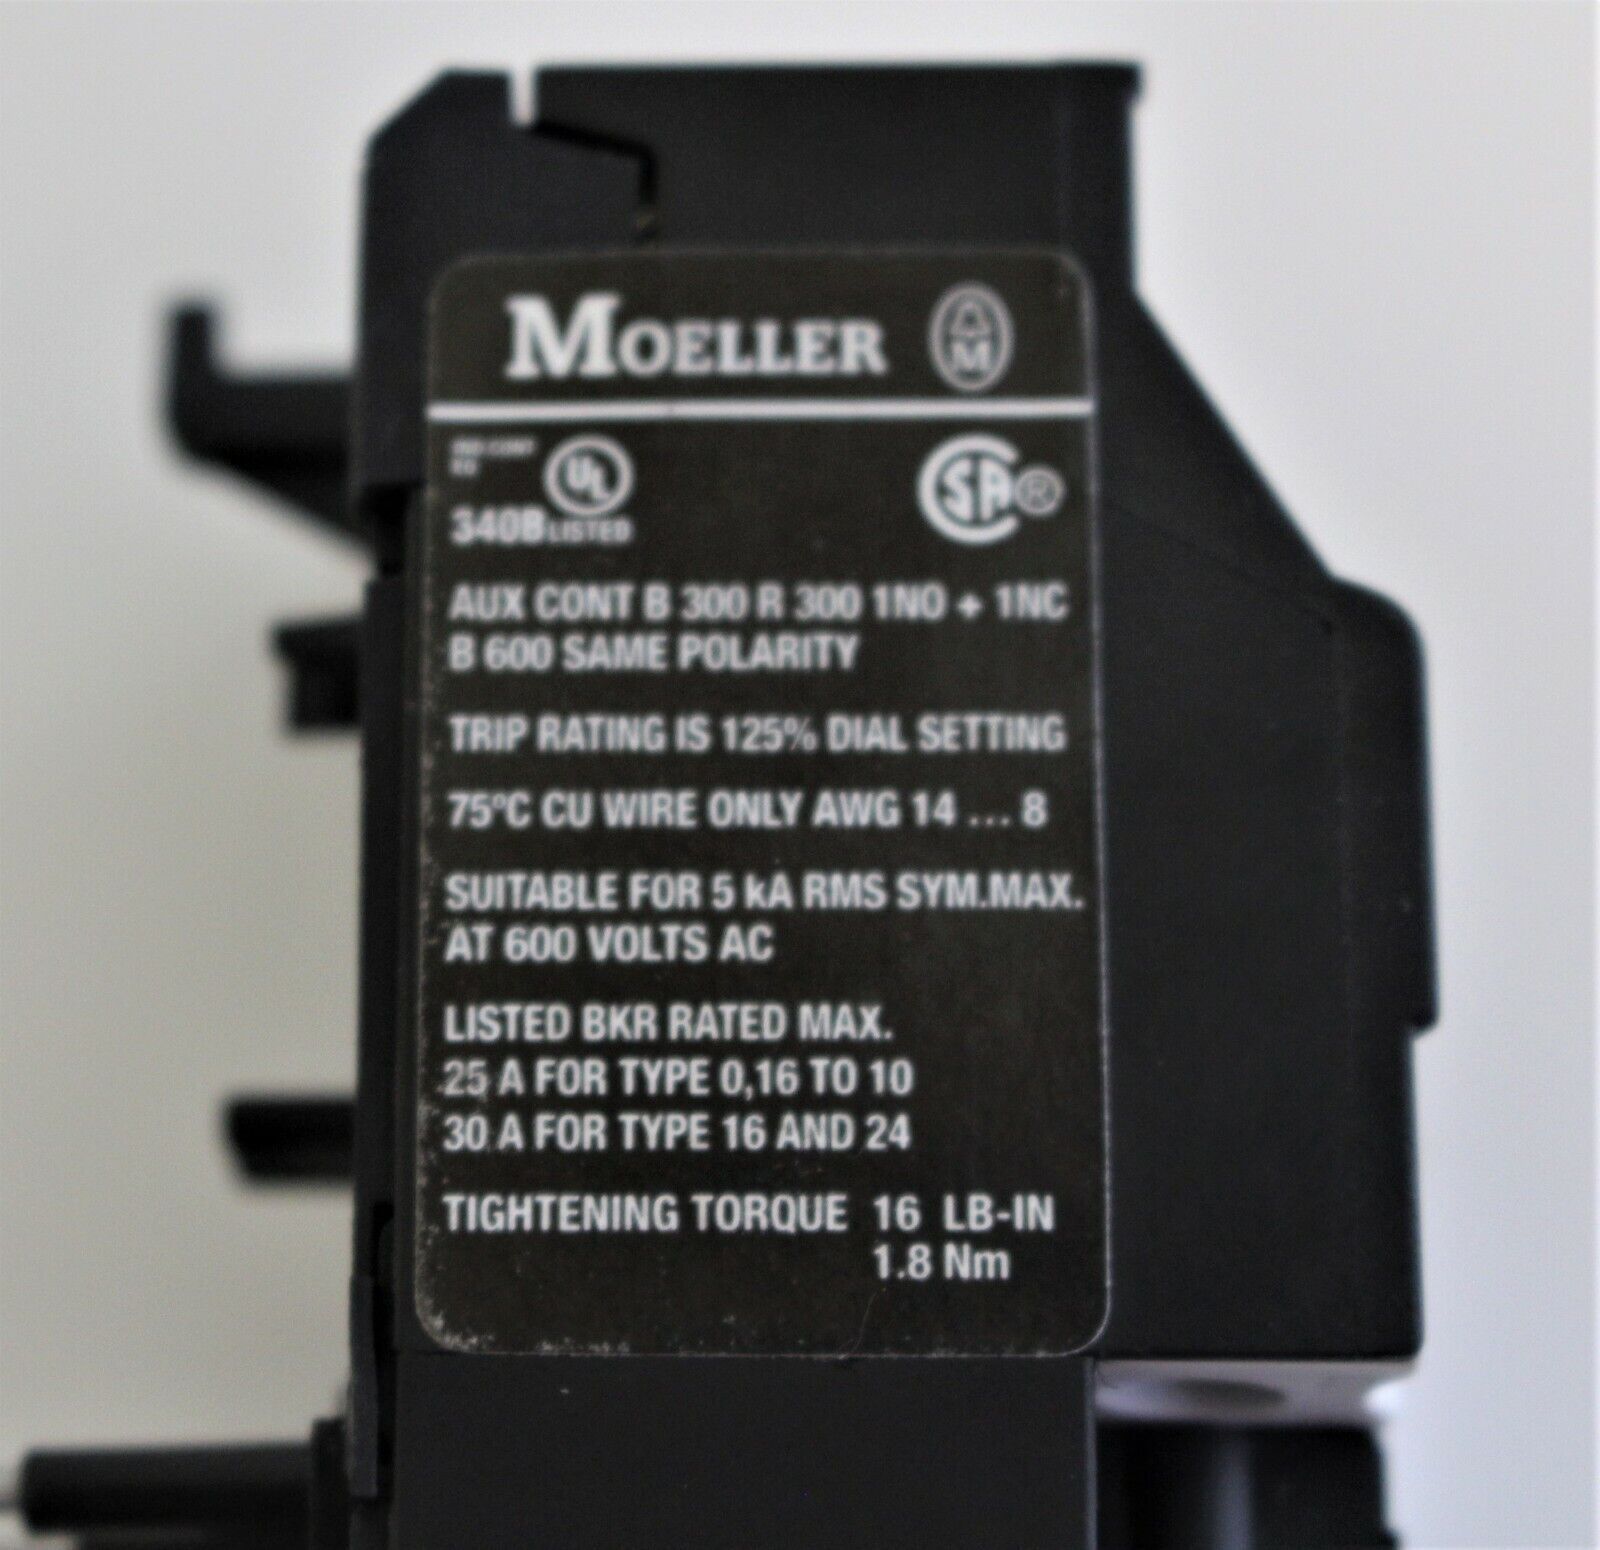 MOELLER
AM
UL
340B LISTED
SA®
AUX CONT B 300 R 300 1NO + 1NC
B 600 SAME POLARITY
TRIP RATING IS 125% DIAL SETTING
75°C CU WIRE ONLY AWG 14 ... 8
SUITABLE FOR 5 kA RMS SYM.MAX.
AT 600 VOLTS AC
LISTED BKR RATED MAX.
25 A FOR TYPE 0,16 TO 10
30 A FOR TYPE 16 AND 24
TIGHTENING TORQUE 16 LB-IN
1.8 Nm